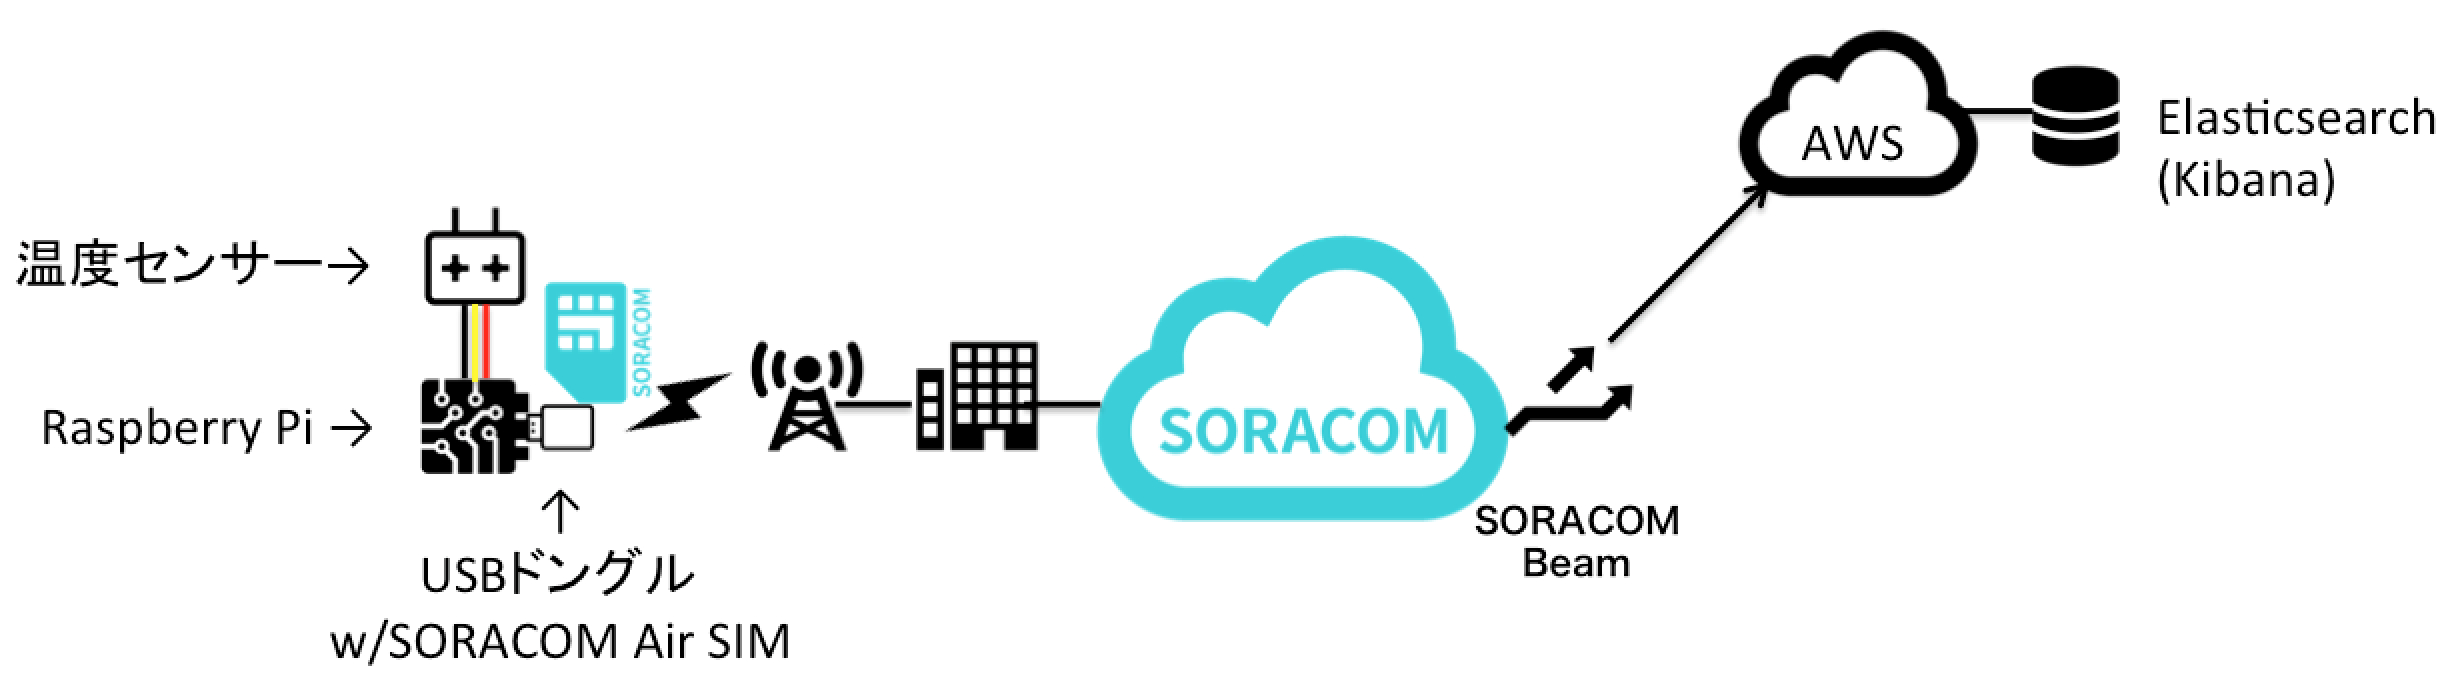 温度センサー→
Raspberry Pi →
↑
USBドングル
w/SORACOM Air SIM
SORACOM
SORACOM
SORACOM
Beam
AWS
Elasticsearch
(Kibana)